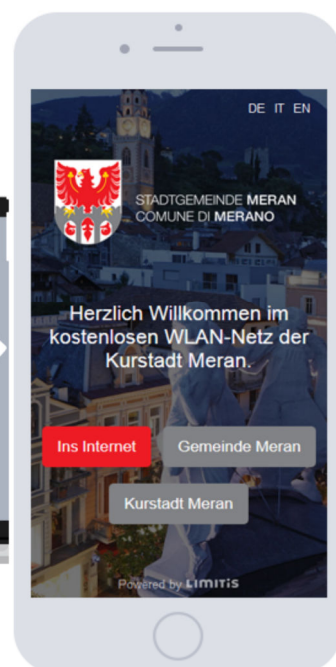 DE IT EN
STADTGEMEINDE MERAN
COMUNE DI MERANO
Herzlich Willkommen im
kostenlosen WLAN-Netz der
Kurstadt Meran.
Ins Internet Gemeinde Meran
Kurstadt Meran
Powered by LIMITIS